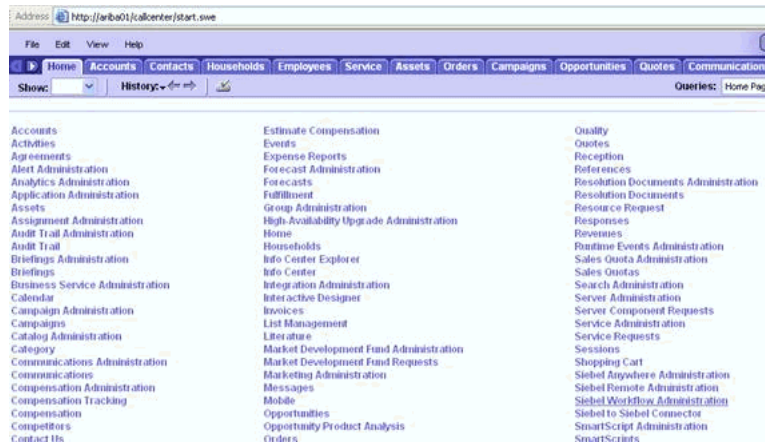 Address http://ariba01/callcenter/start.swe
File Edit View Help
Home Accounts Contacts Households Employees Service Assets Orders Campaigns Opportunities Quotes Communication
Show: History: Queries: Home Pag
Accounts
Activities
Agreements
Alert Administration
Analytics Administration
Application Administration
Assets
Assignment Administration
Audit Trail Administration
Audit Trail
Briefings Administration
Briefings
Business Service Administration
Calendar
Campaign Administration
Campaigns
Catalog Administration
Category
Communications Administration
Communications
Compensation Administration
Compensation Tracking
Compensation
Competitors
Contact Us
Estimate Compensation
Events
Expense Reports
Forecast Administration
Forecasts
Fulfillment
Group Administration
High-Availability Upgrade Administration
Home
Households
Info Center Explorer
Info Center
Integration Administration
Interactive Designer
Invoices
List Management
Literature
Market Development Fund Administration
Market Development Fund Requests
Marketing Administration
Messages
Mobile
Opportunities
Opportunity Product Analysis
Orders
Quality
Quotes
Reception
References
Resolution Documents Administration
Resolution Documents
Resource Request
Responses
Revenues
Runtime Events Administration
Sales Quota Administration
Sales Quotas
Search Administration
Server Administration
Server Component Requests
Service Administration
Service Requests
Sessions
Shopping Cart
Siebel Anywhere Administration
Siebel Remote Administration
Siebel Workflow Administration
Siebel to Siebel Connector
SmartScript Administration
SmartScripts